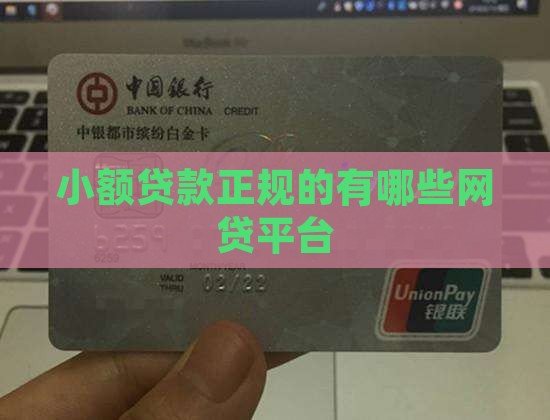 中国银行
BANK OF CHINA CREDIT
中银都市缤纷白金卡
小额贷款正规的有哪些网
贷平台
6259
VALID
THRU
02/22
UnionPay
银联